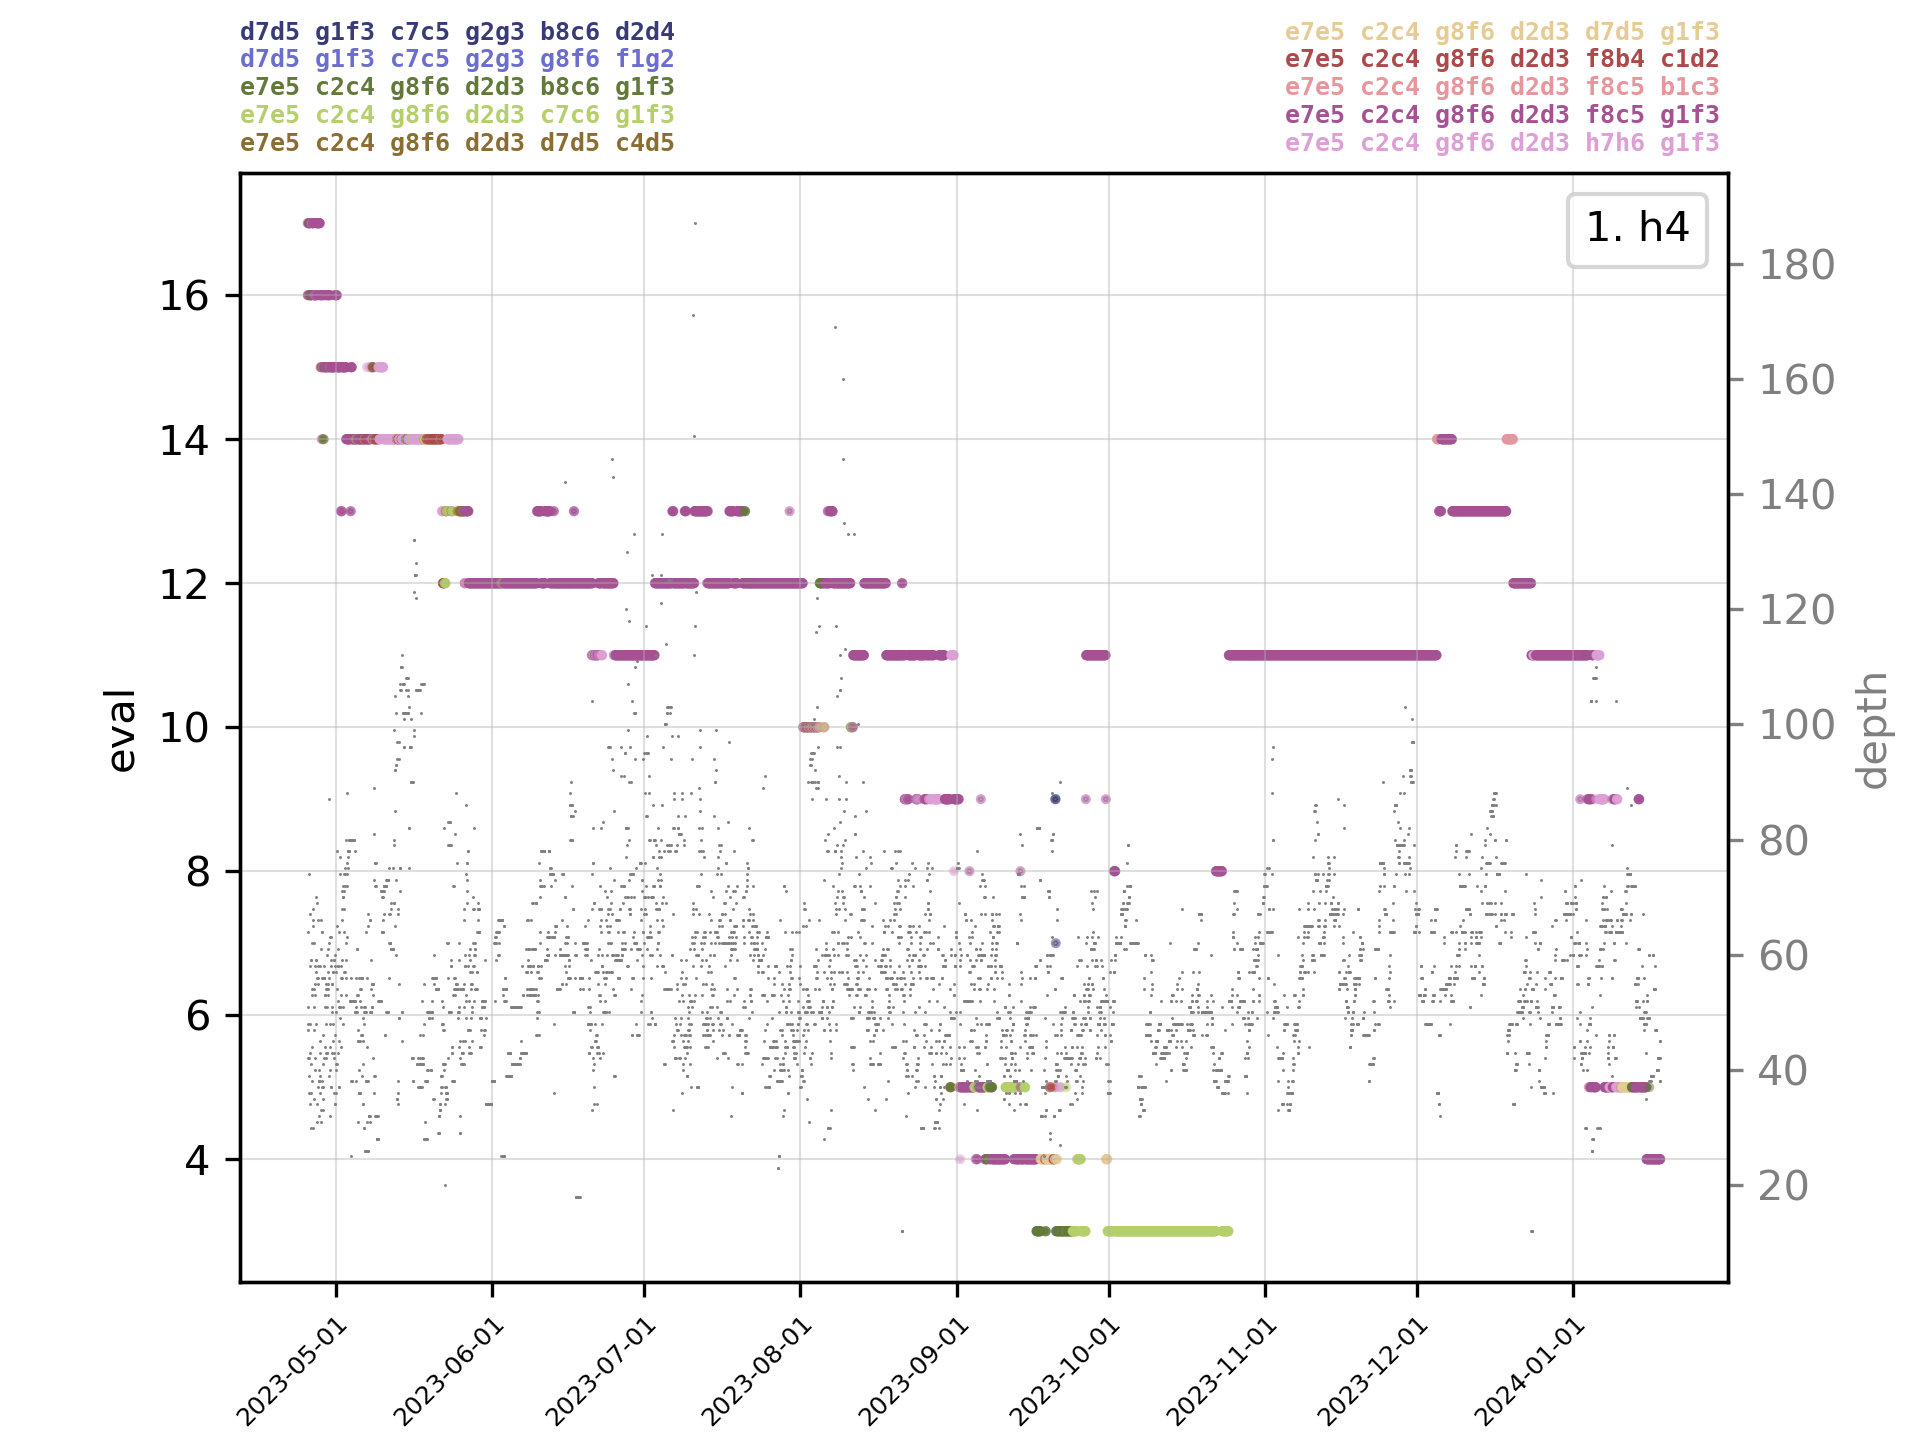 d7d5 g1f3 c7c5 g2g3 b8c6 d2d4
d7d5 g1f3 c7c5 g2g3 g8f6 f1g2
e7e5 c2c4 g8f6 d2d3 b8c6 g1f3
e7e5 c2c4 g8f6 d2d3 c7c6 g1f3
e7e5 c2c4 g8f6 d2d3 d7d5 c4d5
e7e5 c2c4 g8f6 d2d3 d7d5 g1f3
e7e5 c2c4 g8f6 d2d3 f8b4 c1d2
e7e5 c2c4 g8f6 d2d3 f8c5 b1c3
e7e5 c2c4 g8f6 d2d3 f8c5 g1f3
e7e5 c2c4 g8f6 d2d3 h7h6 g1f3
1. h4
eval
16
14
12
10
8
6
4
depth
180
160
140
120
100
80
60
40
20
2023-05-01
2023-06-01
2023-07-01
2023-08-01
2023-09-01
2023-10-01
2023-11-01
2023-12-01
2024-01-01